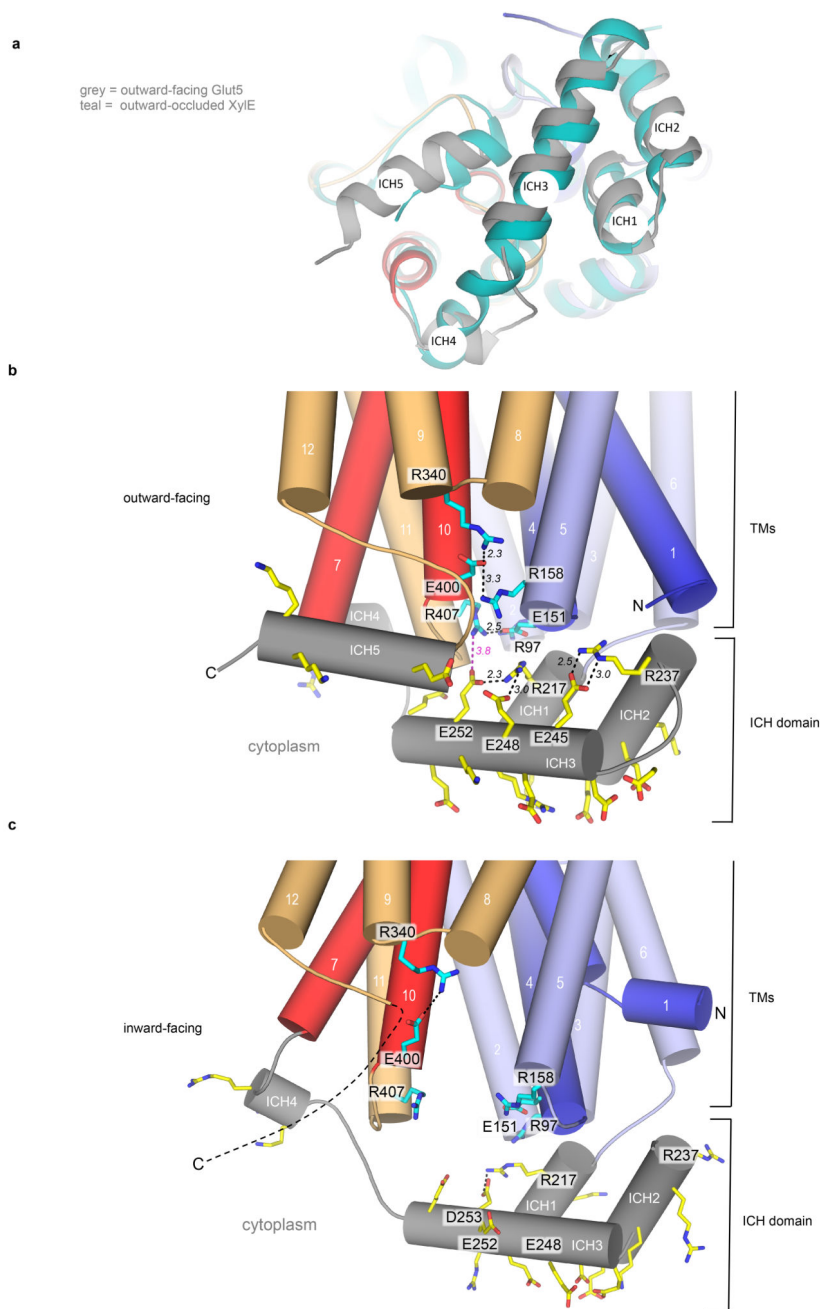 a
grey = outward-facing Glut5
teal = outward-occluded XylE
ICH2
ICH5
ICH3
ICH1
ICH4
b
12
9
8
R340
6
outward-facing
10
4
5
11
3
1
TMs
2.3
7
E400
3.3
R158
2
N
R407
2.5
E151
ICH4
R97
3.8
ICH5
C
2.5
3.0
2.3
R217
R237
3.0
ICH1
ICH2
cytoplasm
E252
E248
E245
ICH3
ICH domain
c
12
9
8
R340
7
11
10
4
5
6
TMs
1
N
inward-facing
3
E400
2
R158
ICH4
R407
E151
R97
C
R217
R237
ICH1
ICH2
cytoplasm
D253
E252
E248
ICH3
ICH domain